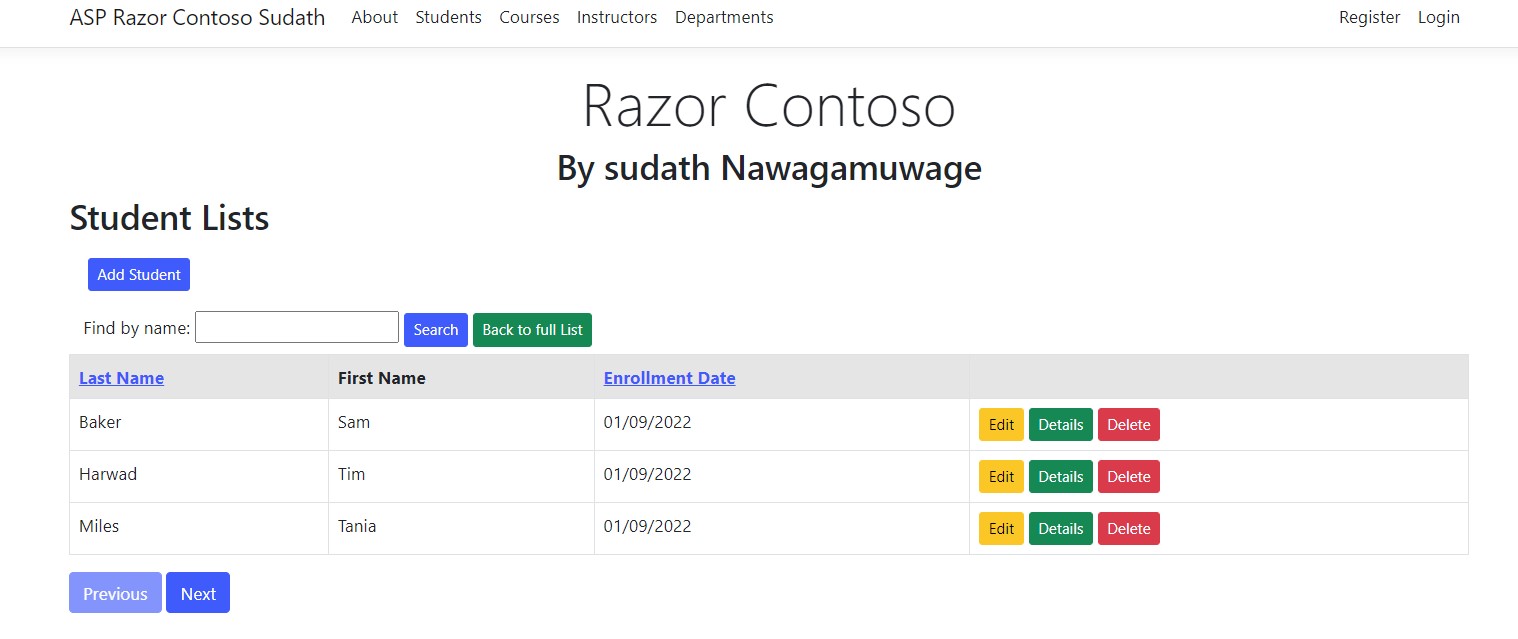 ASP Razor Contoso Sudath About Students Courses Instructors Departments Register Login
Razor Contoso
By sudath Nawagamuwage
Student Lists
Add Student
Find by name: Search Back to full List
Last Name First Name Enrollment Date
Baker Sam 01/09/2022 Edit Details Delete
Harwad Tim 01/09/2022 Edit Details Delete
Miles Tania 01/09/2022 Edit Details Delete
Previous Next